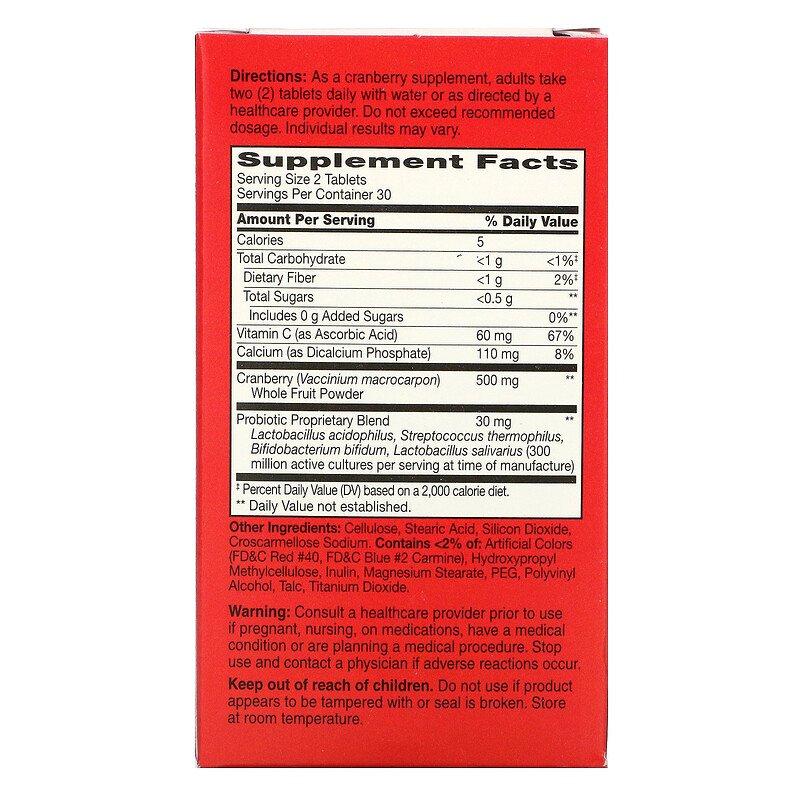 Directions: As a cranberry supplement, adults take
two (2) tablets daily with water or as directed by a
healthcare provider. Do not exceed recommended
dosage. Individual results may vary.
Supplement Facts
Serving Size 2 Tablets
Servings Per Container 30
Amount Per Serving % Daily Value
Calories 5
Total Carbohydrate <1 g <1%‡
Dietary Fiber <1 g 2%‡
Total Sugars <0.5 g **
Includes 0 g Added Sugars 0%**
Vitamin C (as Ascorbic Acid) 60 mg 67%
Calcium (as Dicalcium Phosphate) 110 mg 8%
Cranberry (Vaccinium macrocarpon) 500 mg **
Whole Fruit Powder
Probiotic Proprietary Blend 30 mg **
Lactobacillus acidophilus, Streptococcus thermophilus,
Bifidobacterium bifidum, Lactobacillus salivarius (300
million active cultures per serving at time of manufacture)
‡ Percent Daily Value (DV) based on a 2,000 calorie diet.
** Daily Value not established.
Other Ingredients: Cellulose, Stearic Acid, Silicon Dioxide,
Croscarmellose Sodium. Contains <2% of: Artificial Colors
(FD&C Red #40, FD&C Blue #2 Carmine), Hydroxypropyl
Methylcellulose, Inulin, Magnesium Stearate, PEG, Polyvinyl
Alcohol, Talc, Titanium Dioxide.
Warning: Consult a healthcare provider prior to use
if pregnant, nursing, on medications, have a medical
condition or are planning a medical procedure. Stop
use and contact a physician if adverse reactions occur.
Keep out of reach of children. Do not use if product
appears to be tampered with or seal is broken. Store
at room temperature.